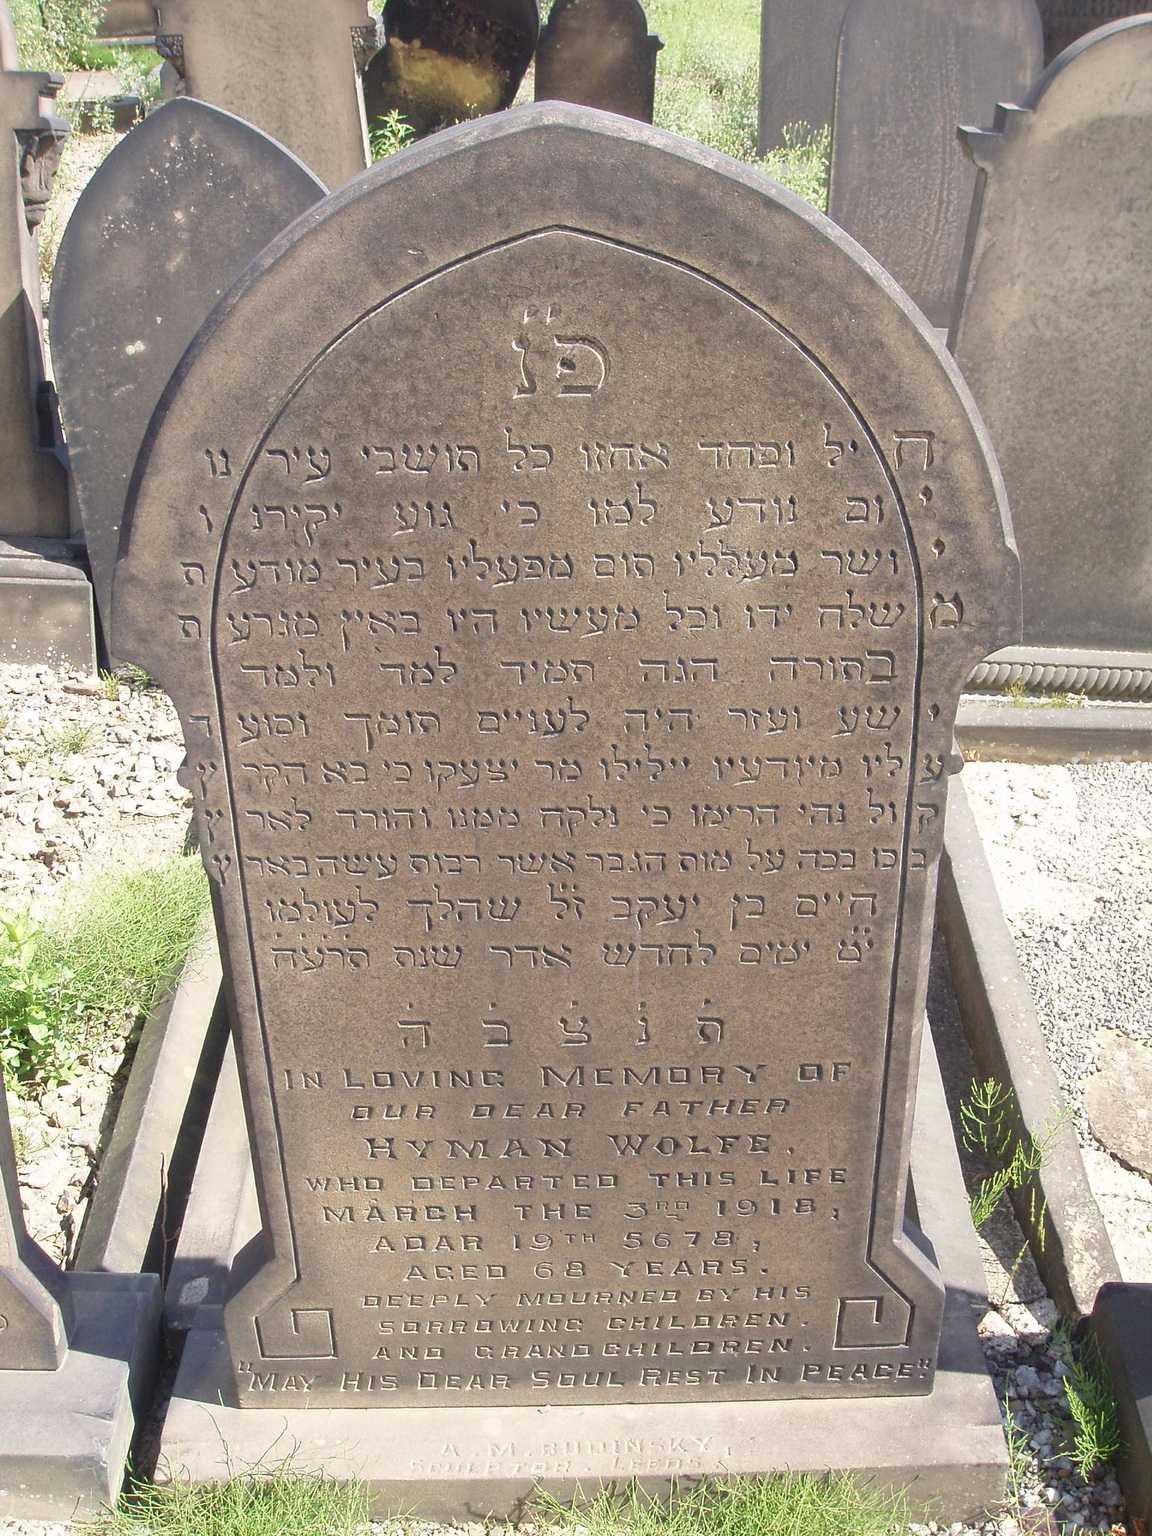 פ״ט
חיל ופחד אחזו כל תושבי עירנו
יום נודע למו כי גוע יקירנו
יושר מעלליו תום מפעליו בעיר מודעת
משלח ידו וכל מעשיו היו באין מגרעת
בתורה הגה תמיד למד ולמד
ישע ועזר היה לעניים תומך וסועד
עליו מיודעיו יילילו מר יצעקו כי בא הקץ
קול נהי הרימו כי נלקח ממנו והורד לארץ
בכו בכה על מות הגבר אשר רבות עשה בארץ
חיים בן יעקב ז״ל שהלך לעולמו
י״ט ימים לחדש אדר שנת תרע״ח
ת נ צ ב ה
IN LOVING MEMORY OF
OUR DEAR FATHER
HYMAN WOLFE.
WHO DEPARTED THIS LIFE
MARCH THE 3RD 1918;
ADAR 19TH 5678;
AGED 68 YEARS.
DEEPLY MOURNED BY HIS
SORROWING CHILDREN.
AND GRANDCHILDREN.
"MAY HIS DEAR SOUL REST IN PEACE".
A. M. RUDINSKY,
SCULPTOR. LEEDS.